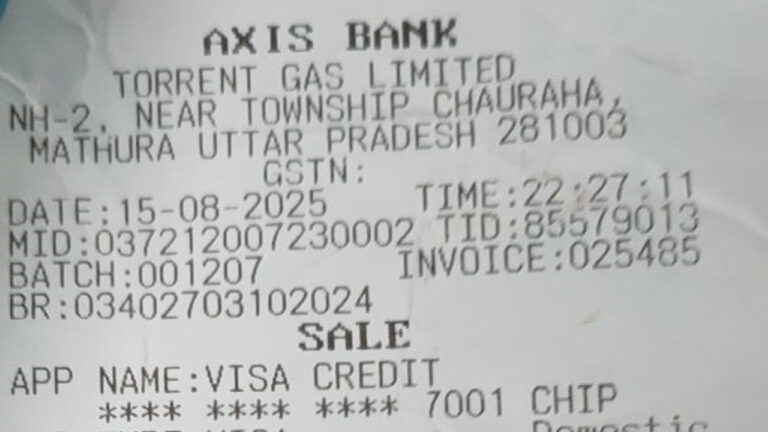 AXIS BANK
TORRENT GAS LIMITED
NH-2, NEAR TOWNSHIP CHAURAHA,
MATHURA UTTAR PRADESH 281003
GSTN:
DATE:15-08-2025 TIME:22:27:11
MID:037212007230002 TID:85579013
BATCH:001207 INVOICE:025485
BR:03402703102024
SALE
APP NAME:VISA CREDIT
**** **** **** 7001 CHIP
Domestic